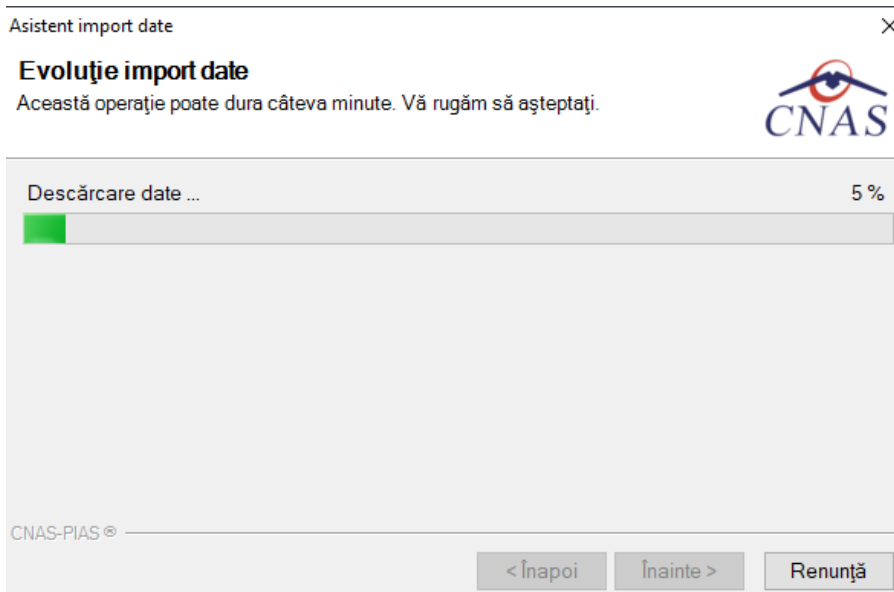 Asistent import date
Evoluţie import date
Această operaţie poate dura câteva minute. Vă rugăm să aşteptaţi.
CNAS
Descărcare date ...
5 %
CNAS-PIAS ®
< Înapoi
Înainte >
Renunţă